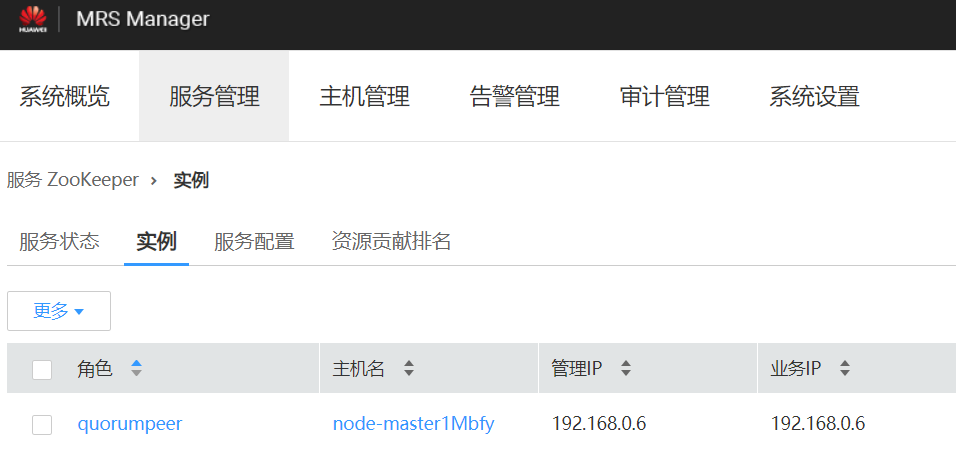 HUAWEI MRS Manager
系统概览 服务管理 主机管理 告警管理 审计管理 系统设置
服务 ZooKeeper › 实例
服务状态 实例 服务配置 资源贡献排名
更多
角色 主机名 管理IP 业务IP
quorumpeer node-master1Mbfy 192.168.0.6 192.168.0.6